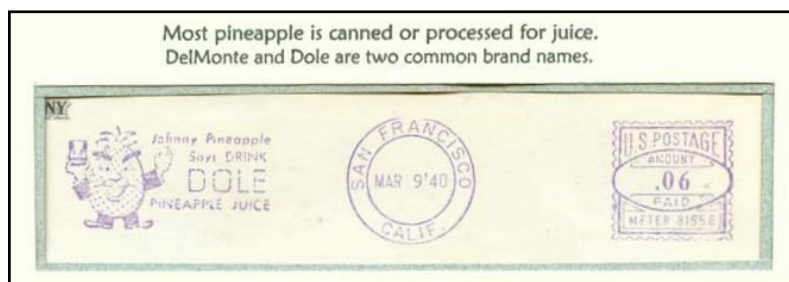 Most pineapple is canned or processed for juice.
DelMonte and Dole are two common brand names.
NY
Johnny Pineapple
Says DRINK
DOLE
PINEAPPLE JUICE
SAN FRANCISCO
MAR 9'40
CALIF.
U.S. POSTAGE
AMOUNT
.06
PAID
METER